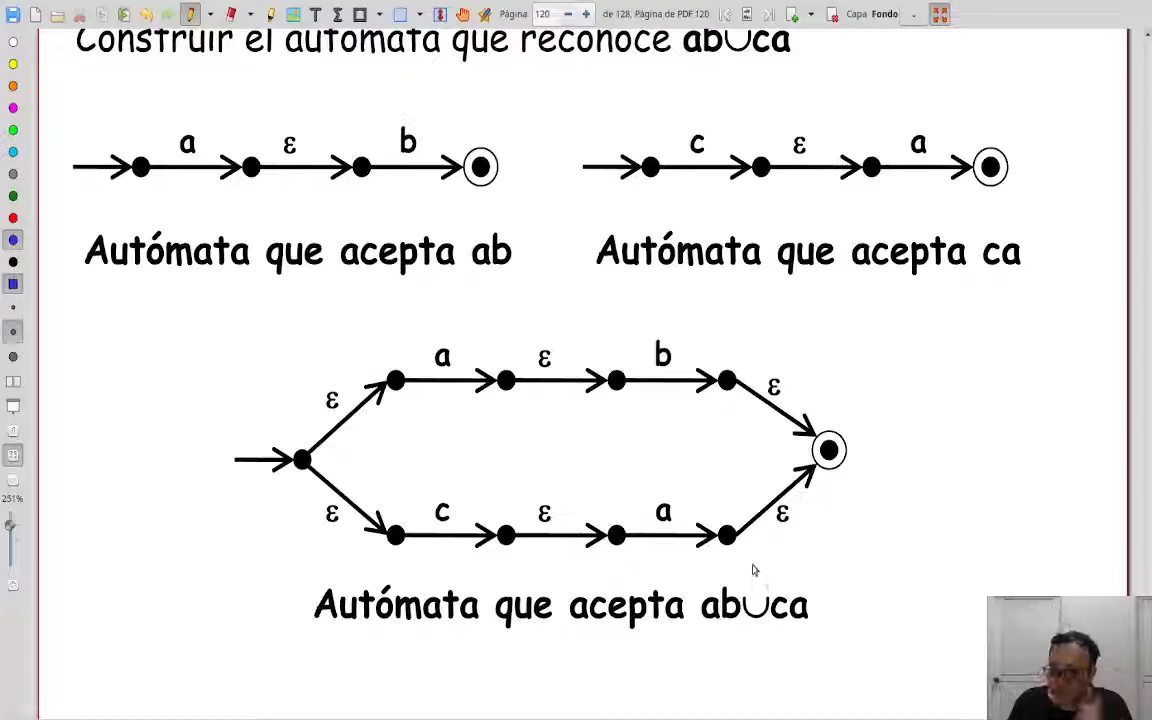 Página 120 de 128, Página de PDF 120 Capa Fondo
Construir el autómata que reconoce ab∪ca
a ε b c ε a
Autómata que acepta ab Autómata que acepta ca
a ε b
ε ε
ε ε
c ε a
Autómata que acepta ab∪ca
251%